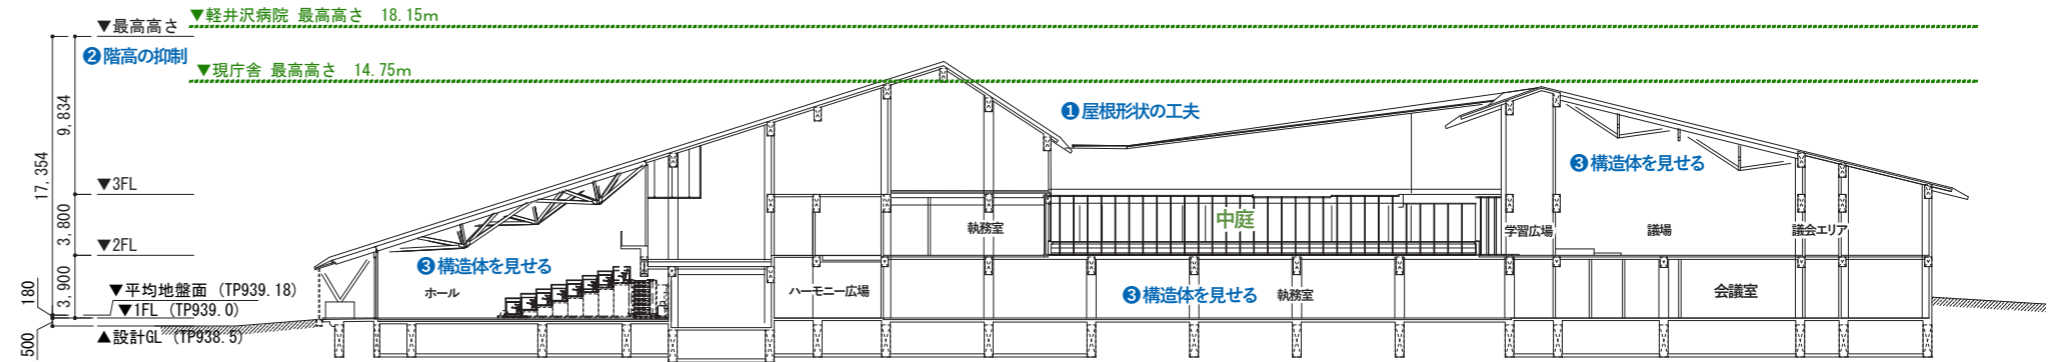 ▼軽井沢病院 最高高さ 18.15m
▼最高高さ
❷階高の抑制
▼現庁舎 最高高さ 14.75m
9,834
❶屋根形状の工夫
17,354
❸構造体を見せる
▼3FL
3,800
中庭
執務室
学習広場
議場
議会エリア
▼2FL
❸構造体を見せる
3,900
180
▼平均地盤面 (TP939.18)
ホール
ハーモニー広場
❸構造体を見せる
執務室
会議室
▼1FL (TP939.0)
▲設計GL (TP938.5)
500